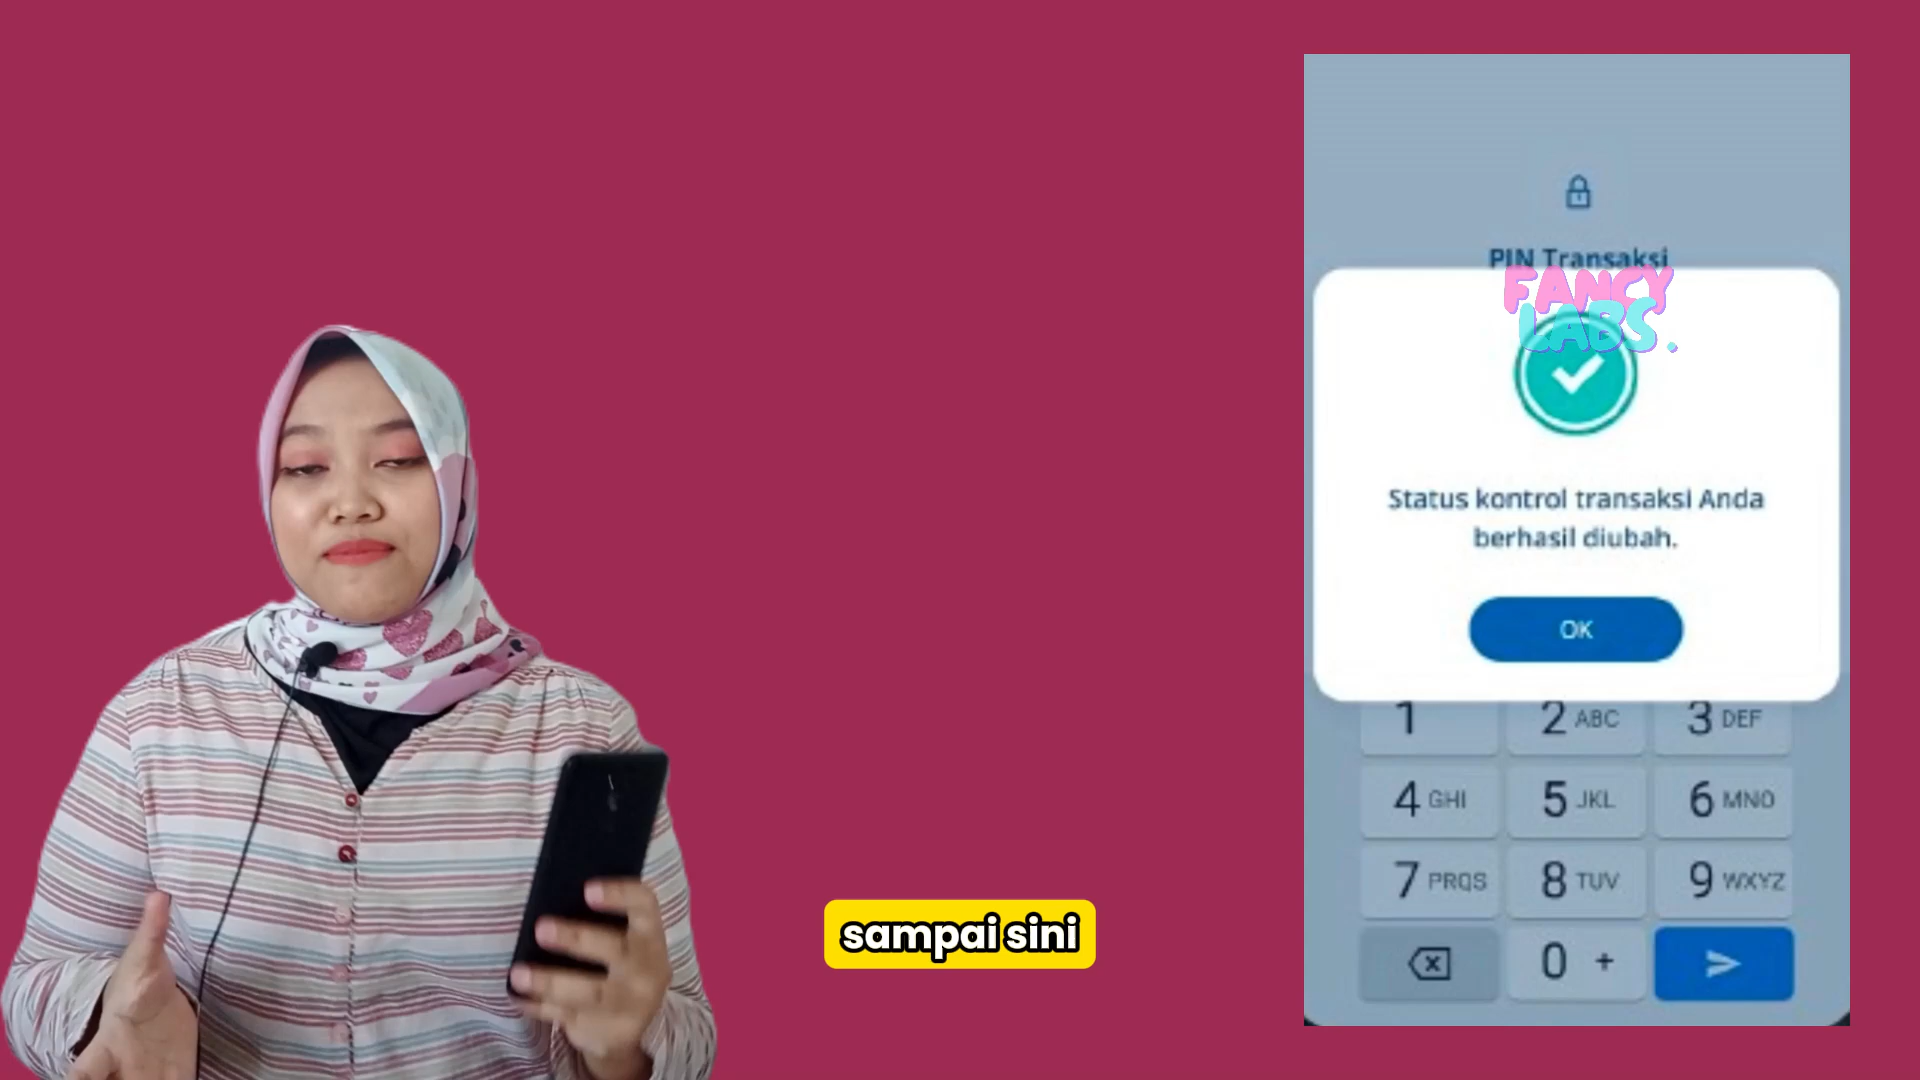 PIN Transaksi
FANCY
LABS.
Status kontrol transaksi Anda
berhasil diubah.
OK
1 2 ABC 3 DEF
4 GHI 5 JKL 6 MNO
7 PRQS 8 TUV 9 WXYZ
0 +
sampai sini